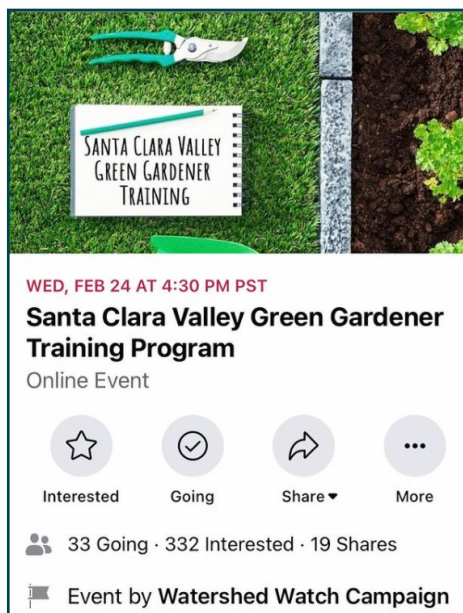 SANTA CLARA VALLEY
GREEN GARDENER
TRAINING
WED, FEB 24 AT 4:30 PM PST
Santa Clara Valley Green Gardener
Training Program
Online Event
Interested Going Share More
33 Going · 332 Interested · 19 Shares
Event by Watershed Watch Campaign